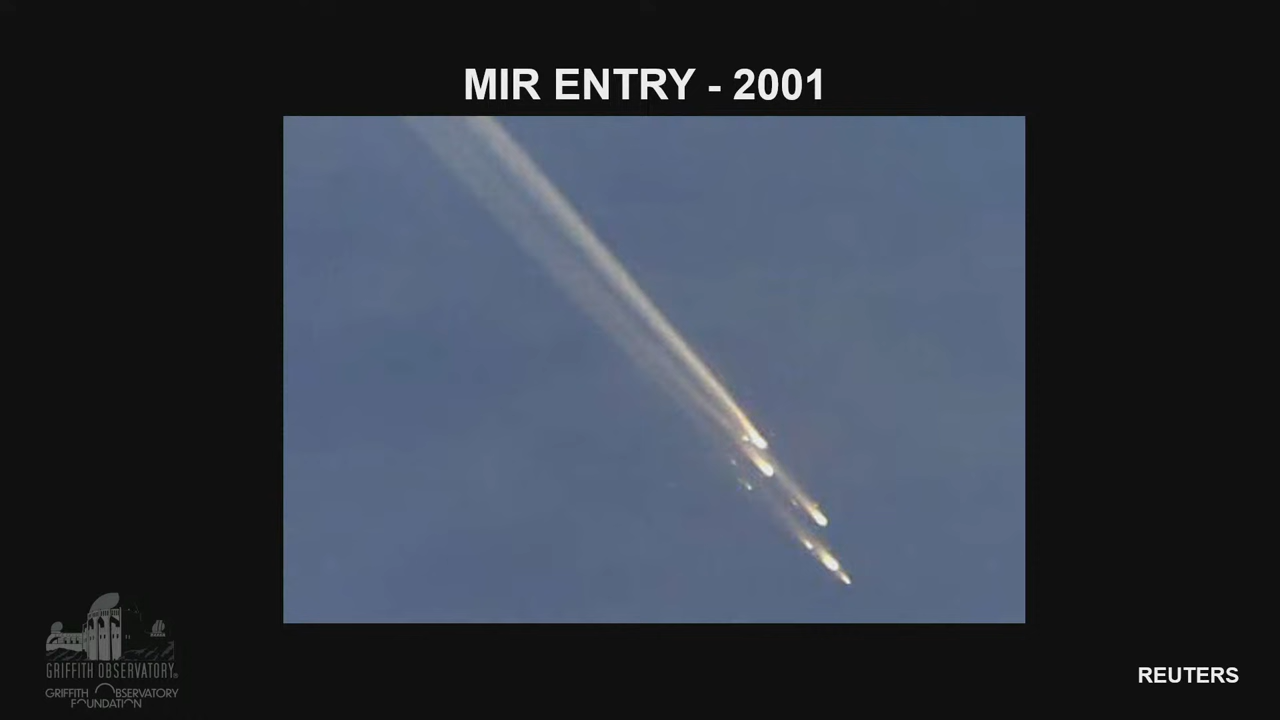 MIR ENTRY - 2001
GRIFFITH OBSERVATORY
GRIFFITH OBSERVATORY
FOUNDATION
REUTERS